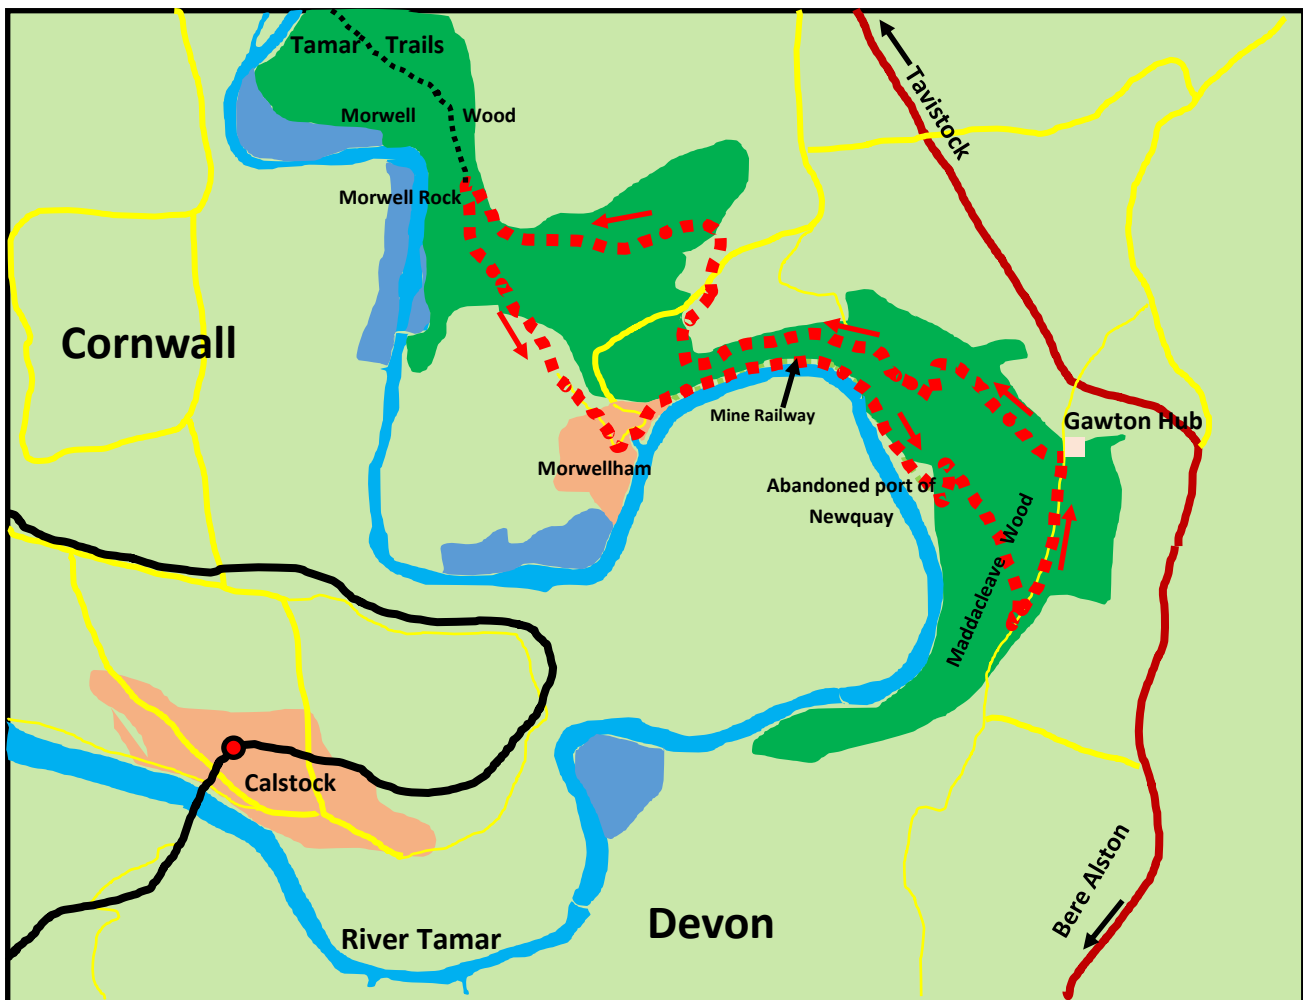 Tamar Trails
Tavistock
Morwell Wood
Morwell Rock
Cornwall
Mine Railway
Gawton Hub
Morwellham
Abandoned port of
Newquay
Maddacleave Wood
Calstock
Bere Alston
Devon
River Tamar